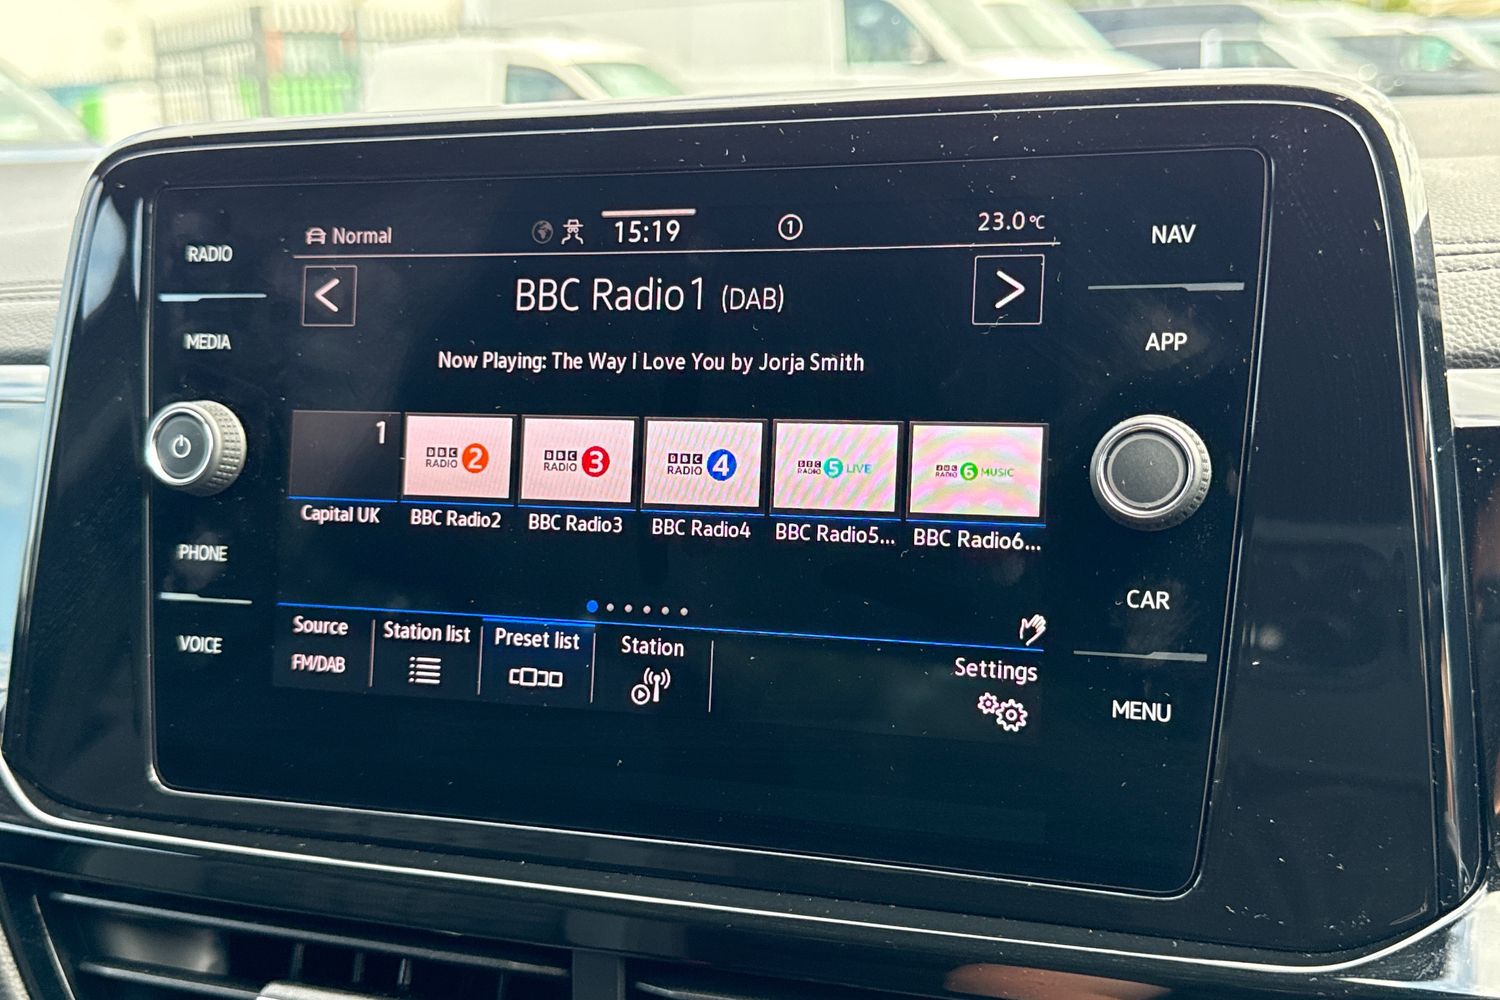 Normal
15:19
1
23.0°C
RADIO
MEDIA
PHONE
VOICE
NAV
APP
CAR
MENU
<
BBC Radio1 (DAB)
>
Now Playing: The Way I Love You by Jorja Smith
1
BBC RADIO 2
BBC RADIO 3
BBC RADIO 4
BBC RADIO 5 LIVE
BBC RADIO 6 MUSIC
Capital UK
BBC Radio2
BBC Radio3
BBC Radio4
BBC Radio5...
BBC Radio6...
Source
FM/DAB
Station list
Preset list
Station
Settings